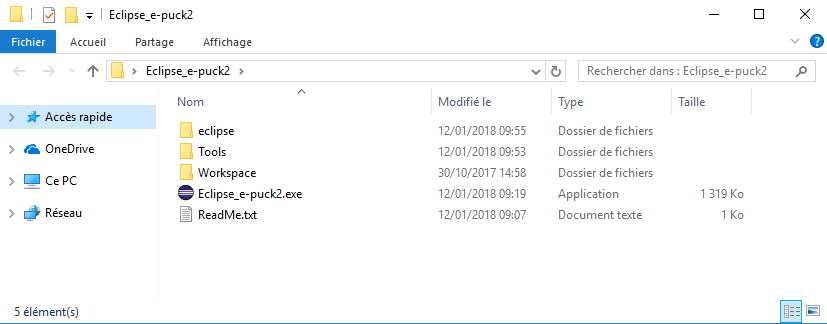 Eclipse_e-puck2
Fichier Accueil Partage Affichage
Eclipse_e-puck2 Rechercher dans : Eclipse_e-puck2
Accès rapide
OneDrive
Ce PC
Réseau
Nom Modifié le Type Taille
eclipse 12/01/2018 09:55 Dossier de fichiers
Tools 12/01/2018 09:53 Dossier de fichiers
Workspace 30/10/2017 14:58 Dossier de fichiers
Eclipse_e-puck2.exe 12/01/2018 09:19 Application 1 319 Ko
ReadMe.txt 12/01/2018 09:07 Document texte 1 Ko
5 élément(s)